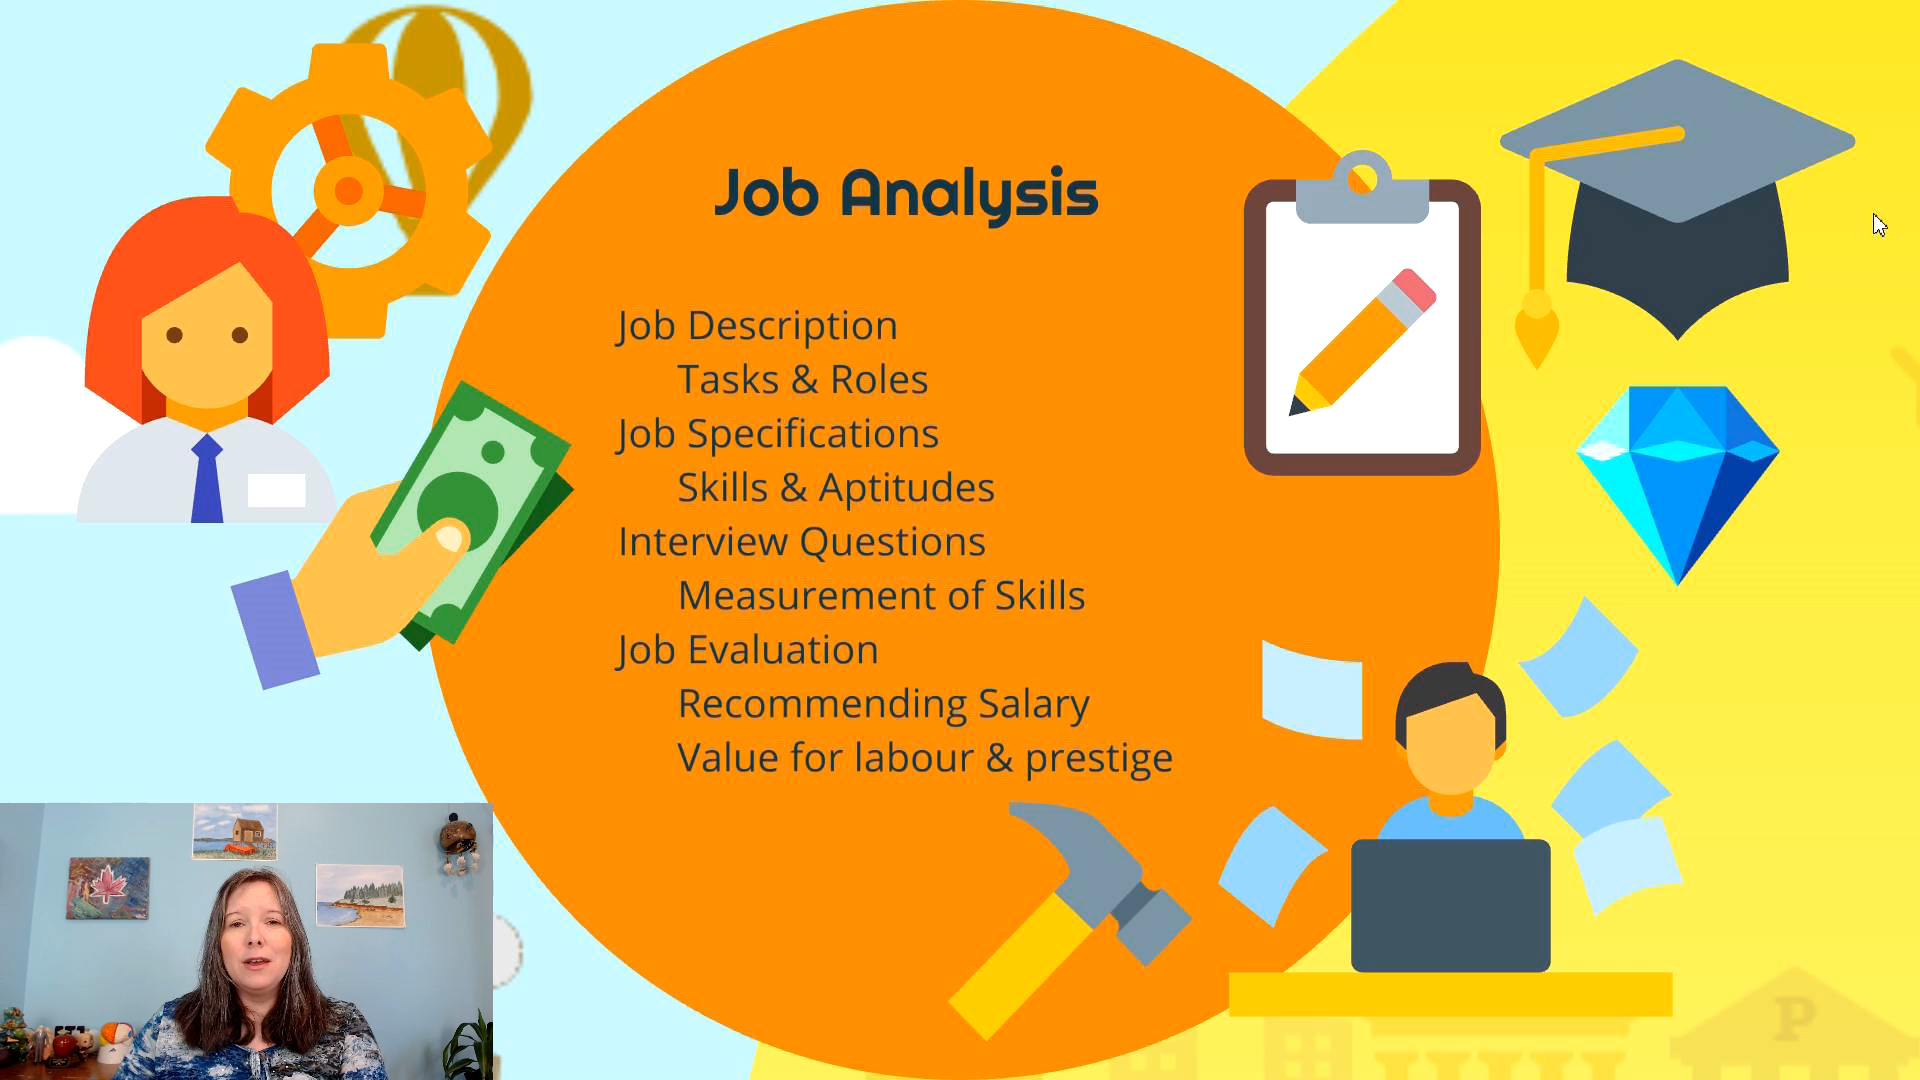 Job Analysis
Job Description
Tasks & Roles
Job Specifications
Skills & Aptitudes
Interview Questions
Measurement of Skills
Job Evaluation
Recommending Salary
Value for labour & prestige
P